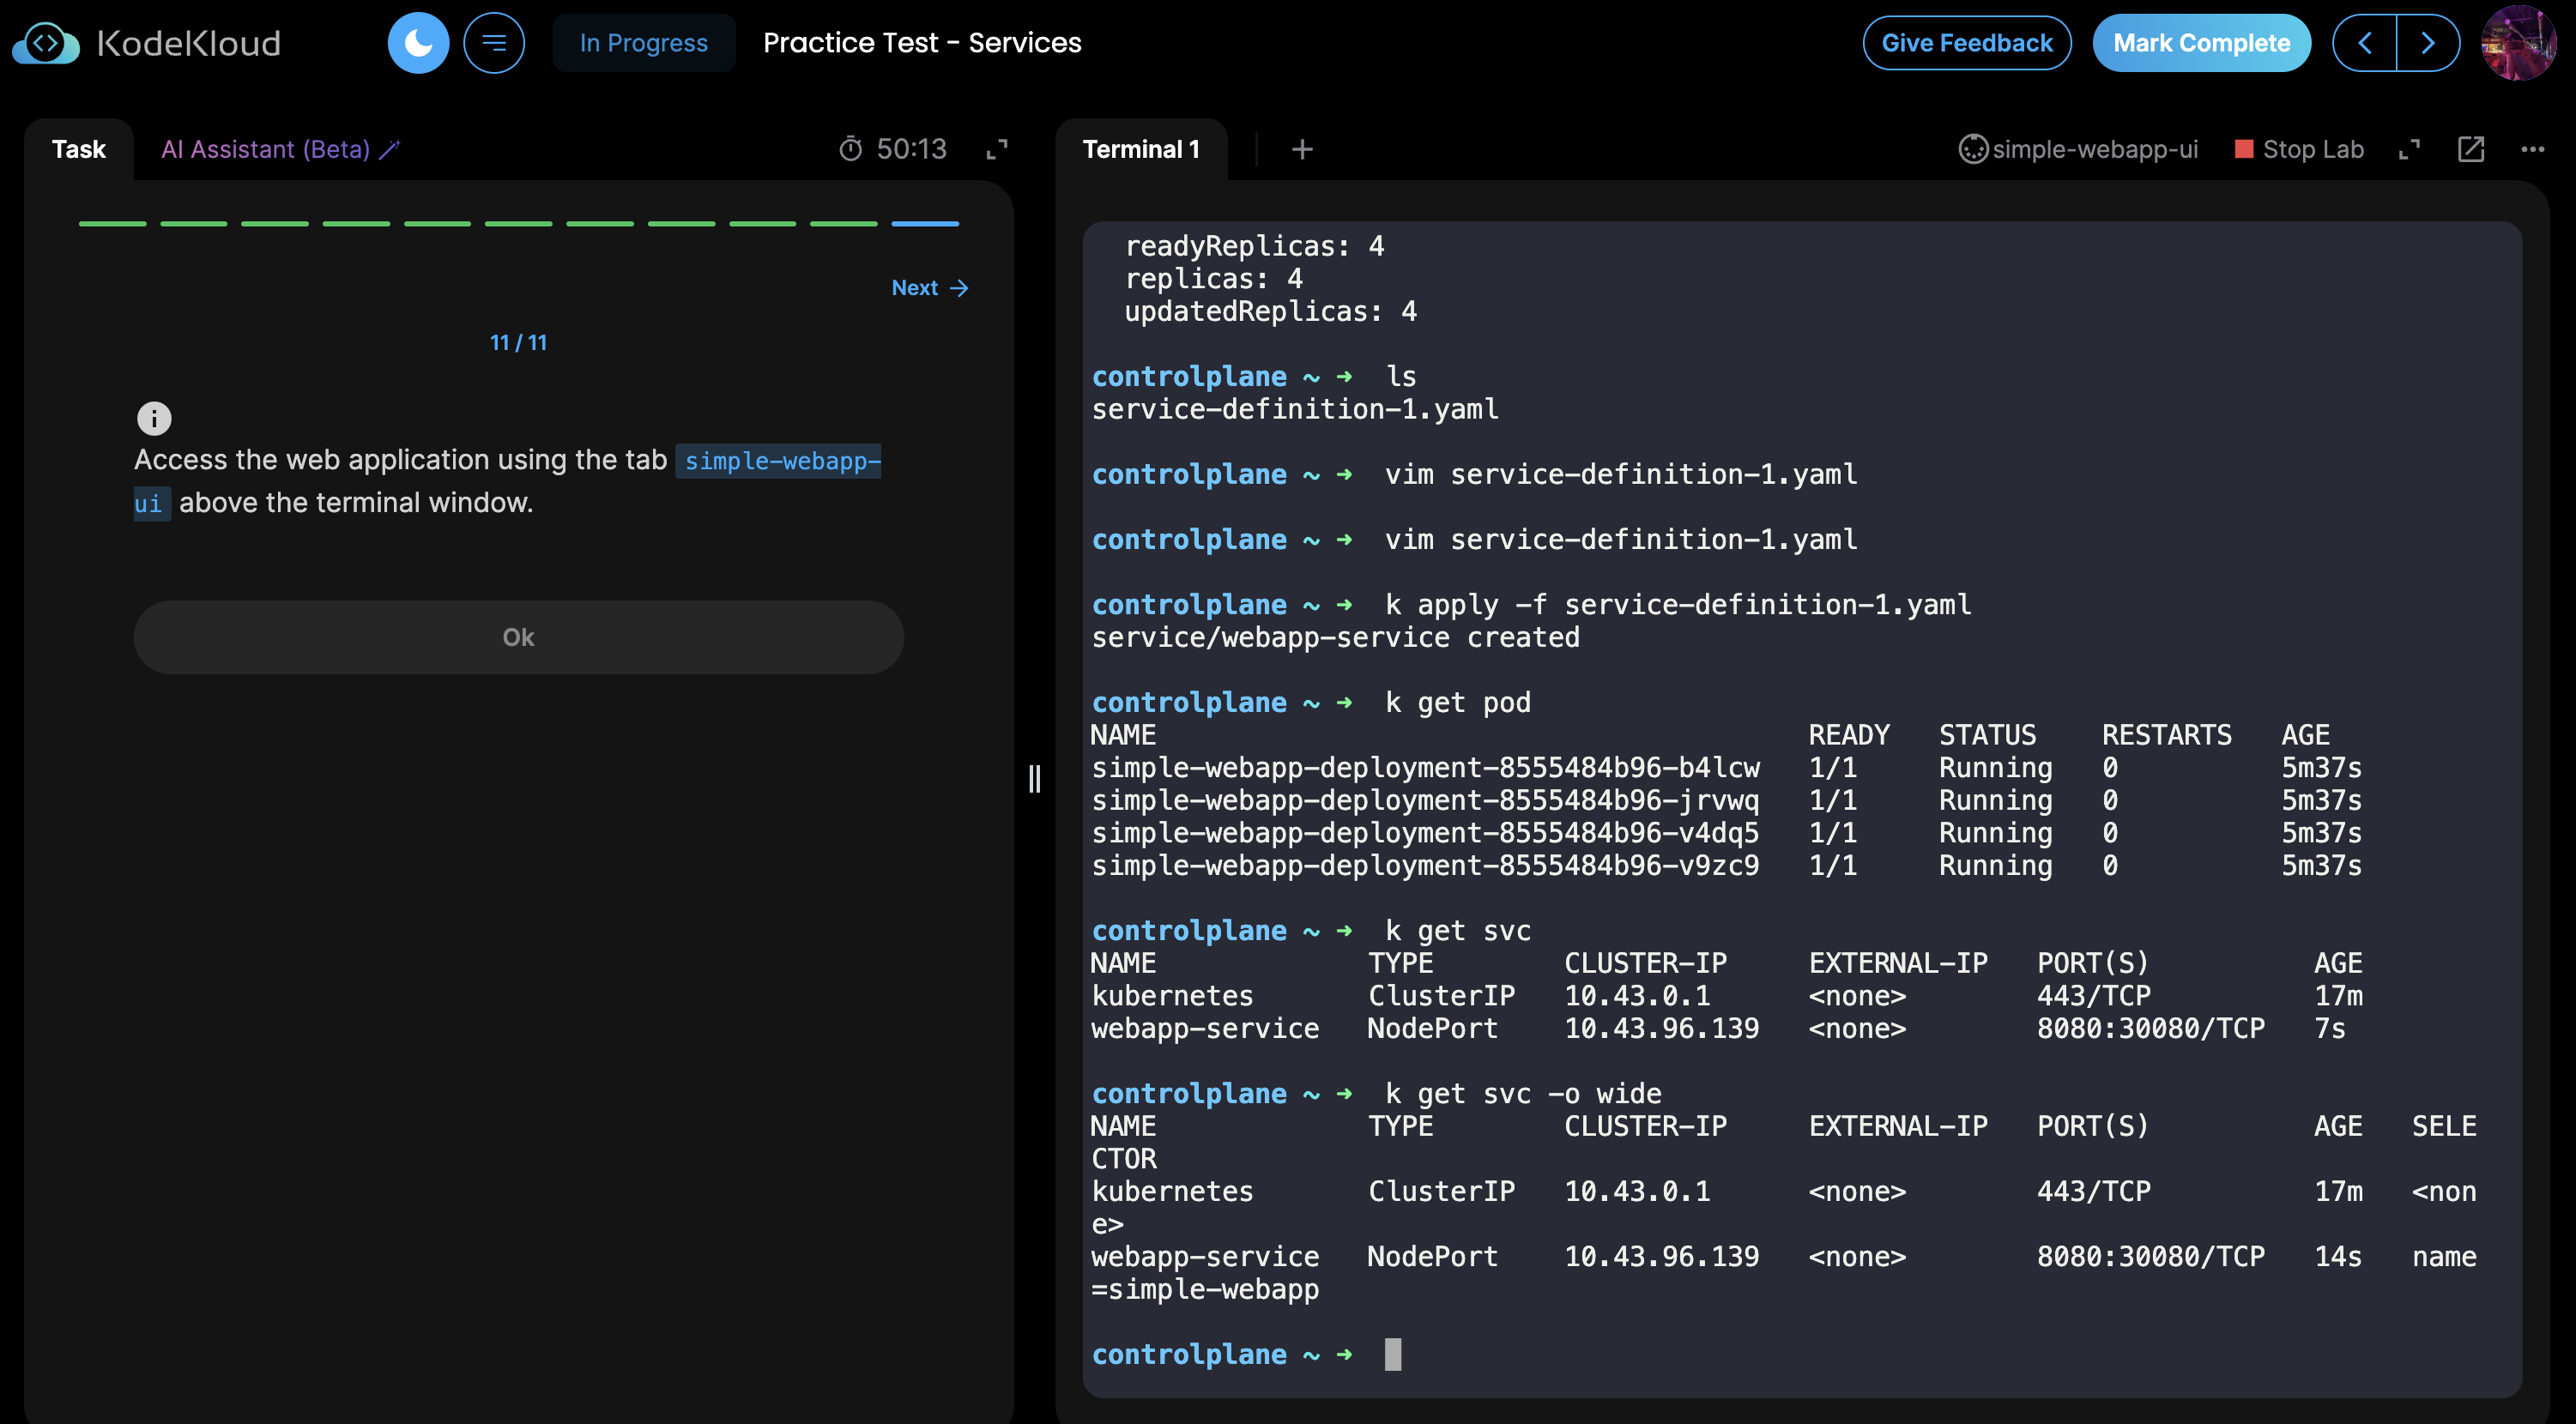 KodeKloud
In Progress
Practice Test - Services
Give Feedback
Mark Complete
Task
AI Assistant (Beta)
50:13
Next →
11 / 11
Access the web application using the tab simple-webapp-
ui above the terminal window.
Ok
Terminal 1
+
simple-webapp-ui
Stop Lab
readyReplicas: 4
replicas: 4
updatedReplicas: 4
controlplane ~ ➜ ls
service-definition-1.yaml
controlplane ~ ➜ vim service-definition-1.yaml
controlplane ~ ➜ vim service-definition-1.yaml
controlplane ~ ➜ k apply -f service-definition-1.yaml
service/webapp-service created
controlplane ~ ➜ k get pod
NAME READY STATUS RESTARTS AGE
simple-webapp-deployment-8555484b96-b4lcw 1/1 Running 0 5m37s
simple-webapp-deployment-8555484b96-jrvwq 1/1 Running 0 5m37s
simple-webapp-deployment-8555484b96-v4dq5 1/1 Running 0 5m37s
simple-webapp-deployment-8555484b96-v9zc9 1/1 Running 0 5m37s
controlplane ~ ➜ k get svc
NAME TYPE CLUSTER-IP EXTERNAL-IP PORT(S) AGE
kubernetes ClusterIP 10.43.0.1 <none> 443/TCP 17m
webapp-service NodePort 10.43.96.139 <none> 8080:30080/TCP 7s
controlplane ~ ➜ k get svc -o wide
NAME TYPE CLUSTER-IP EXTERNAL-IP PORT(S) AGE SELE
CTOR
kubernetes ClusterIP 10.43.0.1 <none> 443/TCP 17m <non
e>
webapp-service NodePort 10.43.96.139 <none> 8080:30080/TCP 14s name
=simple-webapp
controlplane ~ ➜